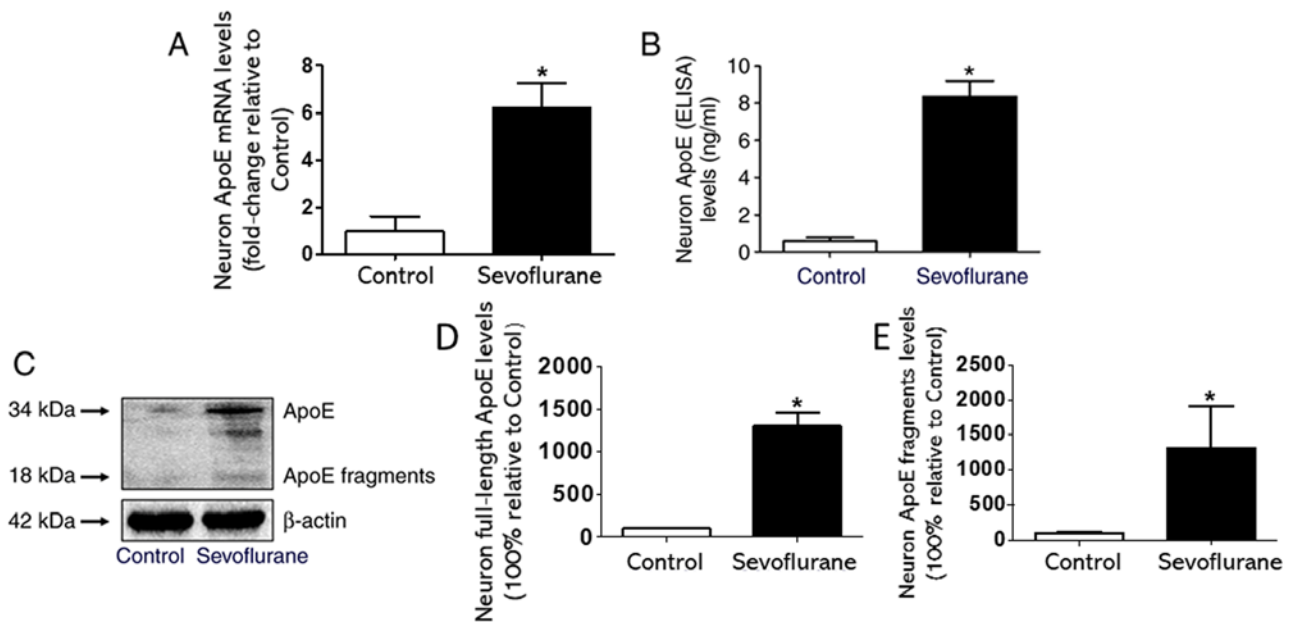 A
Neuron ApoE mRNA levels
(fold-change relative to
Control)
8
6
4
2
0
*
Control
Sevoflurane
B
Neuron ApoE (ELISA)
levels (ng/ml)
10
8
6
4
2
0
*
Control
Sevoflurane
C
34 kDa
ApoE
18 kDa
ApoE fragments
42 kDa
β-actin
Control
Sevoflurane
D
Neuron full-length ApoE levels
(100% relative to Control)
2000
1500
1000
500
0
*
Control
Sevoflurane
E
Neuron ApoE fragments levels
(100% relative to Control)
2500
2000
1500
1000
500
0
*
Control
Sevoflurane